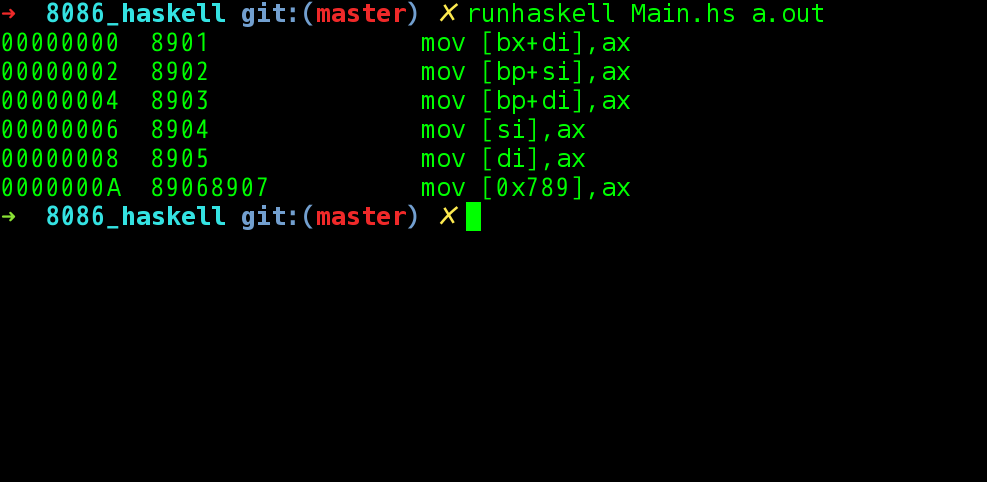 ➜  8086_haskell git:(master) ✗ runhaskell Main.hs a.out
00000000  8901              mov [bx+di],ax
00000002  8902              mov [bp+si],ax
00000004  8903              mov [bp+di],ax
00000006  8904              mov [si],ax
00000008  8905              mov [di],ax
0000000A  89068907          mov [0x789],ax
➜  8086_haskell git:(master) ✗